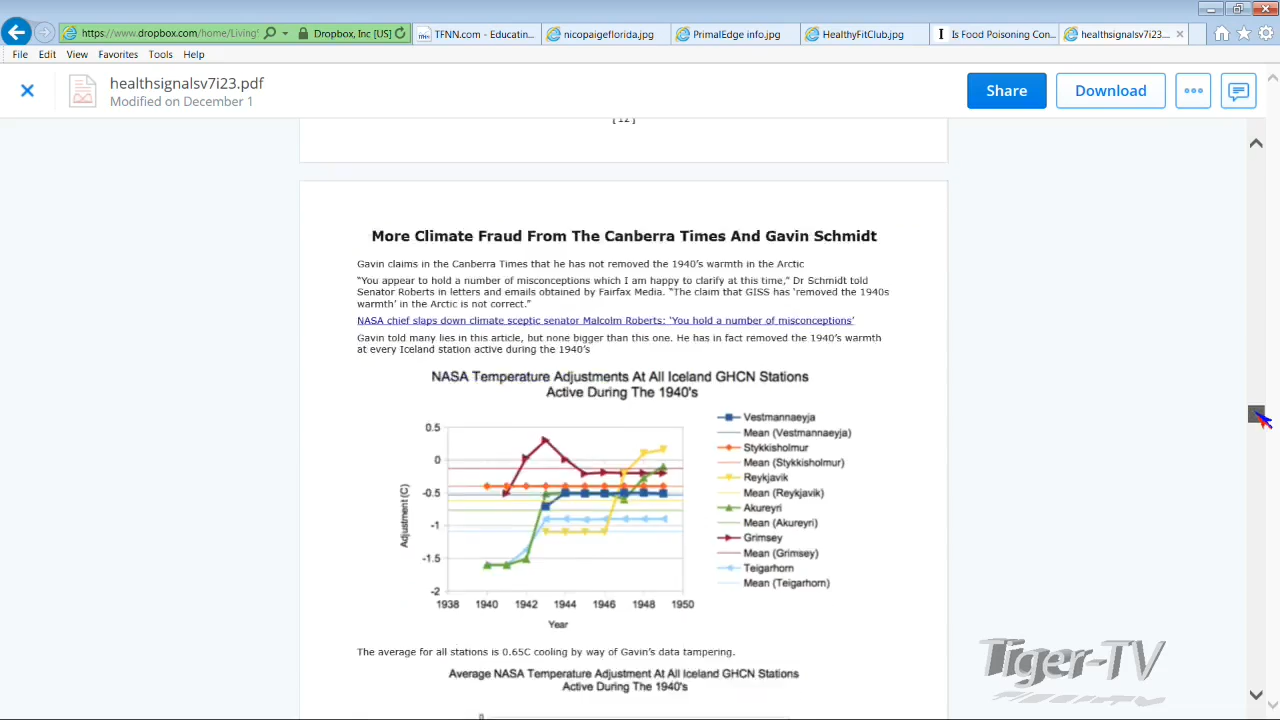 https://www.dropbox.com/home/Living'
Dropbox, Inc [US]
TFNN.com - Educatin...
nicopaigeflorida.jpg
PrimalEdge info.jpg
HealthyFitClub.jpg
Is Food Poisoning Con...
healthsignalsv7i23....
File Edit View Favorites Tools Help
healthsignalsv7i23.pdf
Modified on December 1
Share
Download
[12]
More Climate Fraud From The Canberra Times And Gavin Schmidt
Gavin claims in the Canberra Times that he has not removed the 1940's warmth in the Arctic
“You appear to hold a number of misconceptions which I am happy to clarify at this time,” Dr Schmidt told
Senator Roberts in letters and emails obtained by Fairfax Media. “The claim that GISS has ‘removed the 1940s
warmth’ in the Arctic is not correct.”
NASA chief slaps down climate sceptic senator Malcolm Roberts: ‘You hold a number of misconceptions’
Gavin told many lies in this article, but none bigger than this one. He has in fact removed the 1940’s warmth
at every Iceland station active during the 1940’s
NASA Temperature Adjustments At All Iceland GHCN Stations
Active During The 1940's
Adjustment (C)
0.5
0
-0.5
-1
-1.5
-2
1938 1940 1942 1944 1946 1948 1950
Year
Vestmannaeyja
Mean (Vestmannaeyja)
Stykkisholmur
Mean (Stykkisholmur)
Reykjavik
Mean (Reykjavik)
Akureyri
Mean (Akureyri)
Grimsey
Mean (Grimsey)
Teigarhorn
Mean (Teigarhorn)
The average for all stations is 0.65C cooling by way of Gavin’s data tampering.
Average NASA Temperature Adjustment At All Iceland GHCN Stations
Active During The 1940's
Tiger-TV